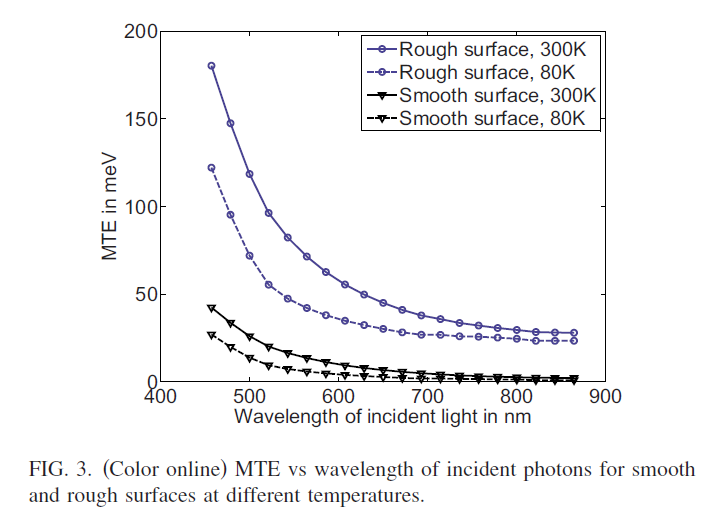 200
150
100
50
0
MTE in meV
Rough surface, 300K
Rough surface, 80K
Smooth surface, 300K
Smooth surface, 80K
400 500 600 700 800 900
Wavelength of incident light in nm
FIG. 3. (Color online) MTE vs wavelength of incident photons for smooth
and rough surfaces at different temperatures.